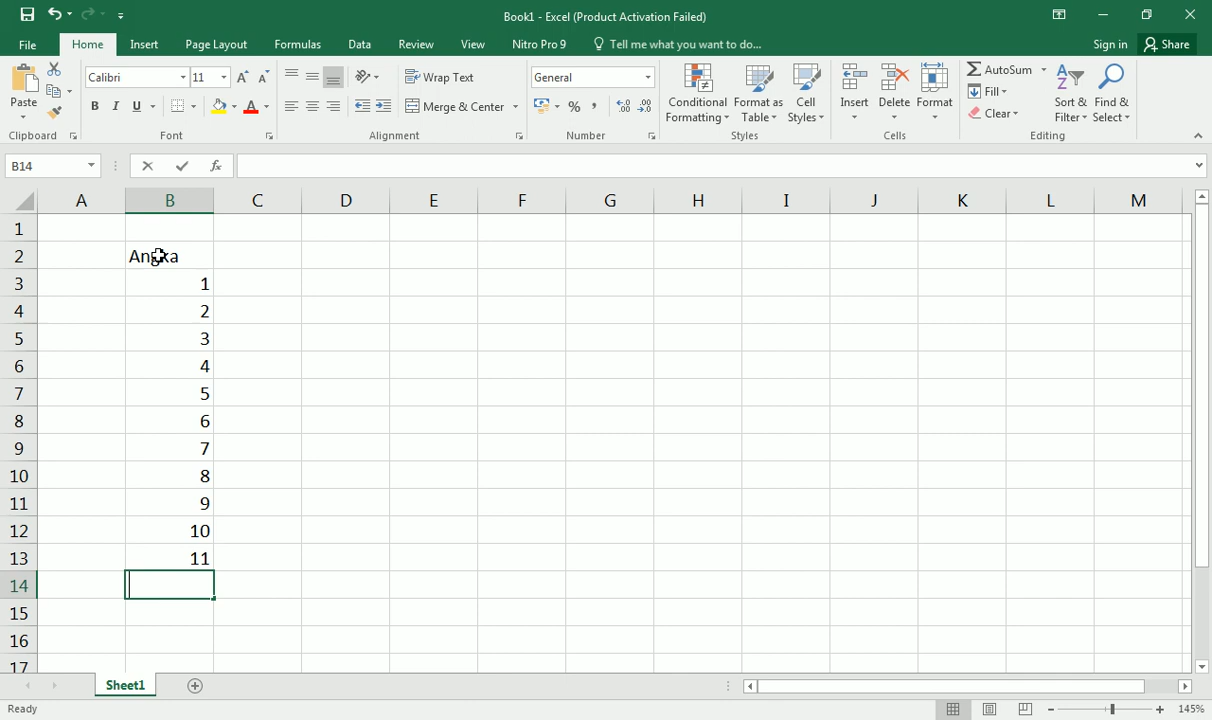 Book1 - Excel (Product Activation Failed)
File Home Insert Page Layout Formulas Data Review View Nitro Pro 9 Tell me what you want to do... Sign in Share
Paste
Calibri 11
B I U A
Wrap Text
Merge & Center
General
%
Conditional Formatting
Format as Table
Cell Styles
Insert Delete Format
AutoSum
Fill
Clear
Sort & Filter
Find & Select
Clipboard Font Alignment Number Styles Cells Editing
B14 fx
A B C D E F G H I J K L M
1
2 Angka
3 1
4 2
5 3
6 4
7 5
8 6
9 7
10 8
11 9
12 10
13 11
14
15
16
17
Sheet1
Ready 145%